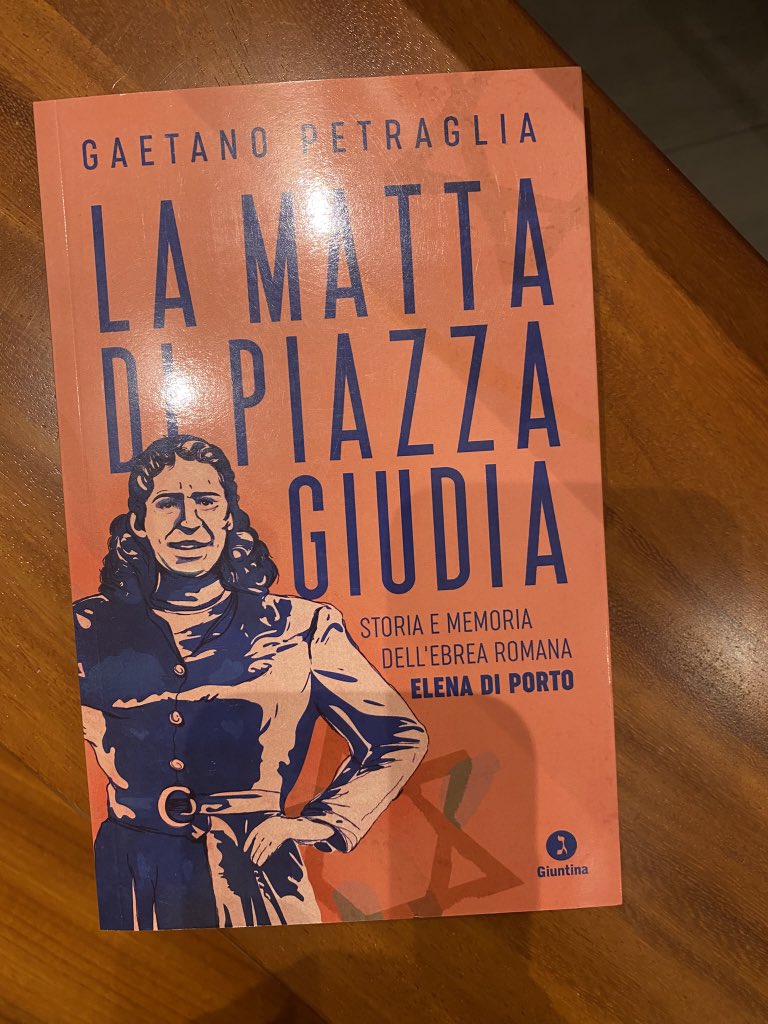 GAETANO PETRAGLIA
LA MATTA
DI PIAZZA
GIUDIA
STORIA E MEMORIA
DELL'EBREA ROMANA
ELENA DI PORTO
ג
Giuntina